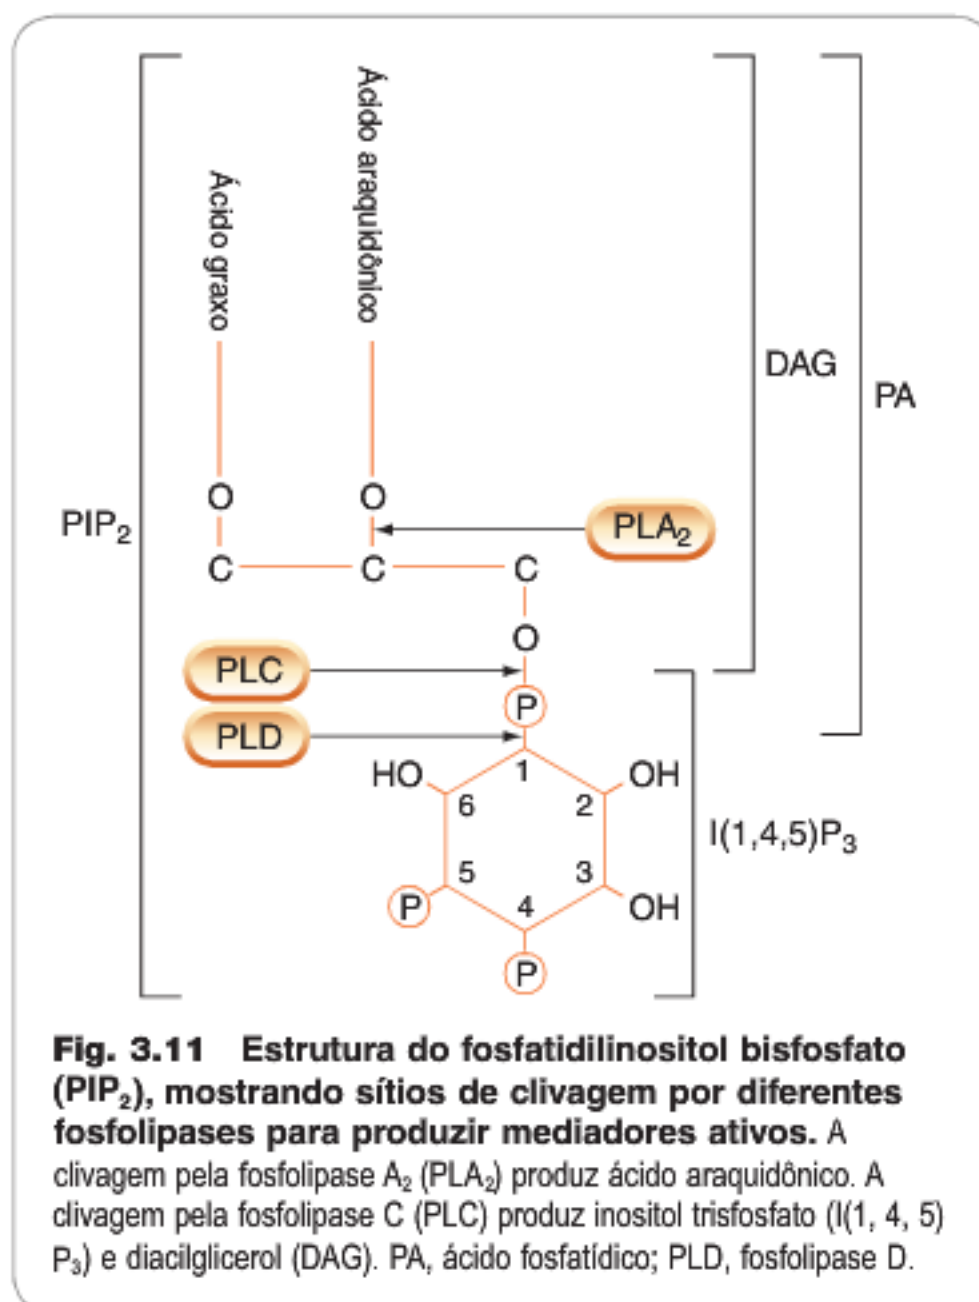 Ácido graxo
Ácido araquidônico
DAG
PA
O
O
PIP₂
PLA₂
C
C
C
O
PLC
P
PLD
HO
1
OH
6
2
I(1,4,5)P₃
5
3
P
4
OH
P
Fig. 3.11 Estrutura do fosfatidilinositol bisfosfato
(PIP₂), mostrando sítios de clivagem por diferentes
fosfolipases para produzir mediadores ativos. A
clivagem pela fosfolipase A₂ (PLA₂) produz ácido araquidônico. A
clivagem pela fosfolipase C (PLC) produz inositol trisfosfato (I(1, 4, 5)
P₃) e diacilglicerol (DAG). PA, ácido fosfatídico; PLD, fosfolipase D.